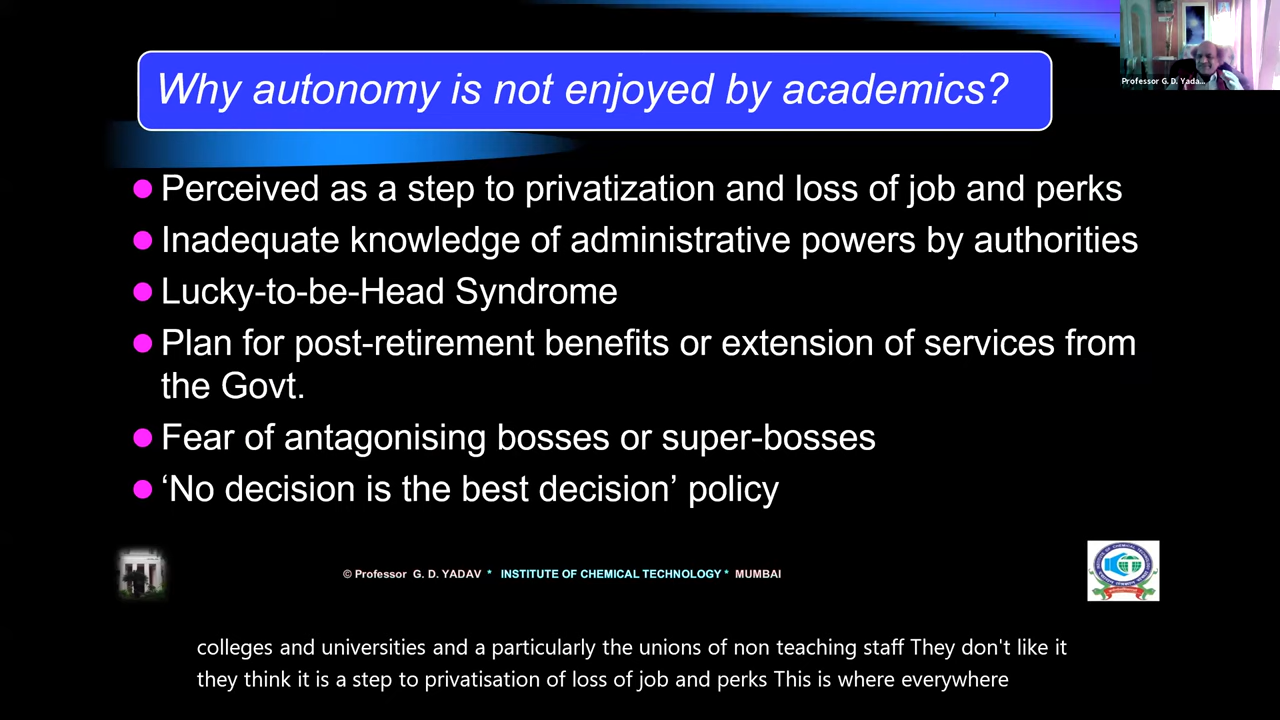 Why autonomy is not enjoyed by academics?
Professor G. D. Yada...
Perceived as a step to privatization and loss of job and perks
Inadequate knowledge of administrative powers by authorities
Lucky-to-be-Head Syndrome
Plan for post-retirement benefits or extension of services from
the Govt.
Fear of antagonising bosses or super-bosses
‘No decision is the best decision’ policy
© Professor G. D. YADAV * INSTITUTE OF CHEMICAL TECHNOLOGY * MUMBAI
colleges and universities and a particularly the unions of non teaching staff They don't like it
they think it is a step to privatisation of loss of job and perks This is where everywhere